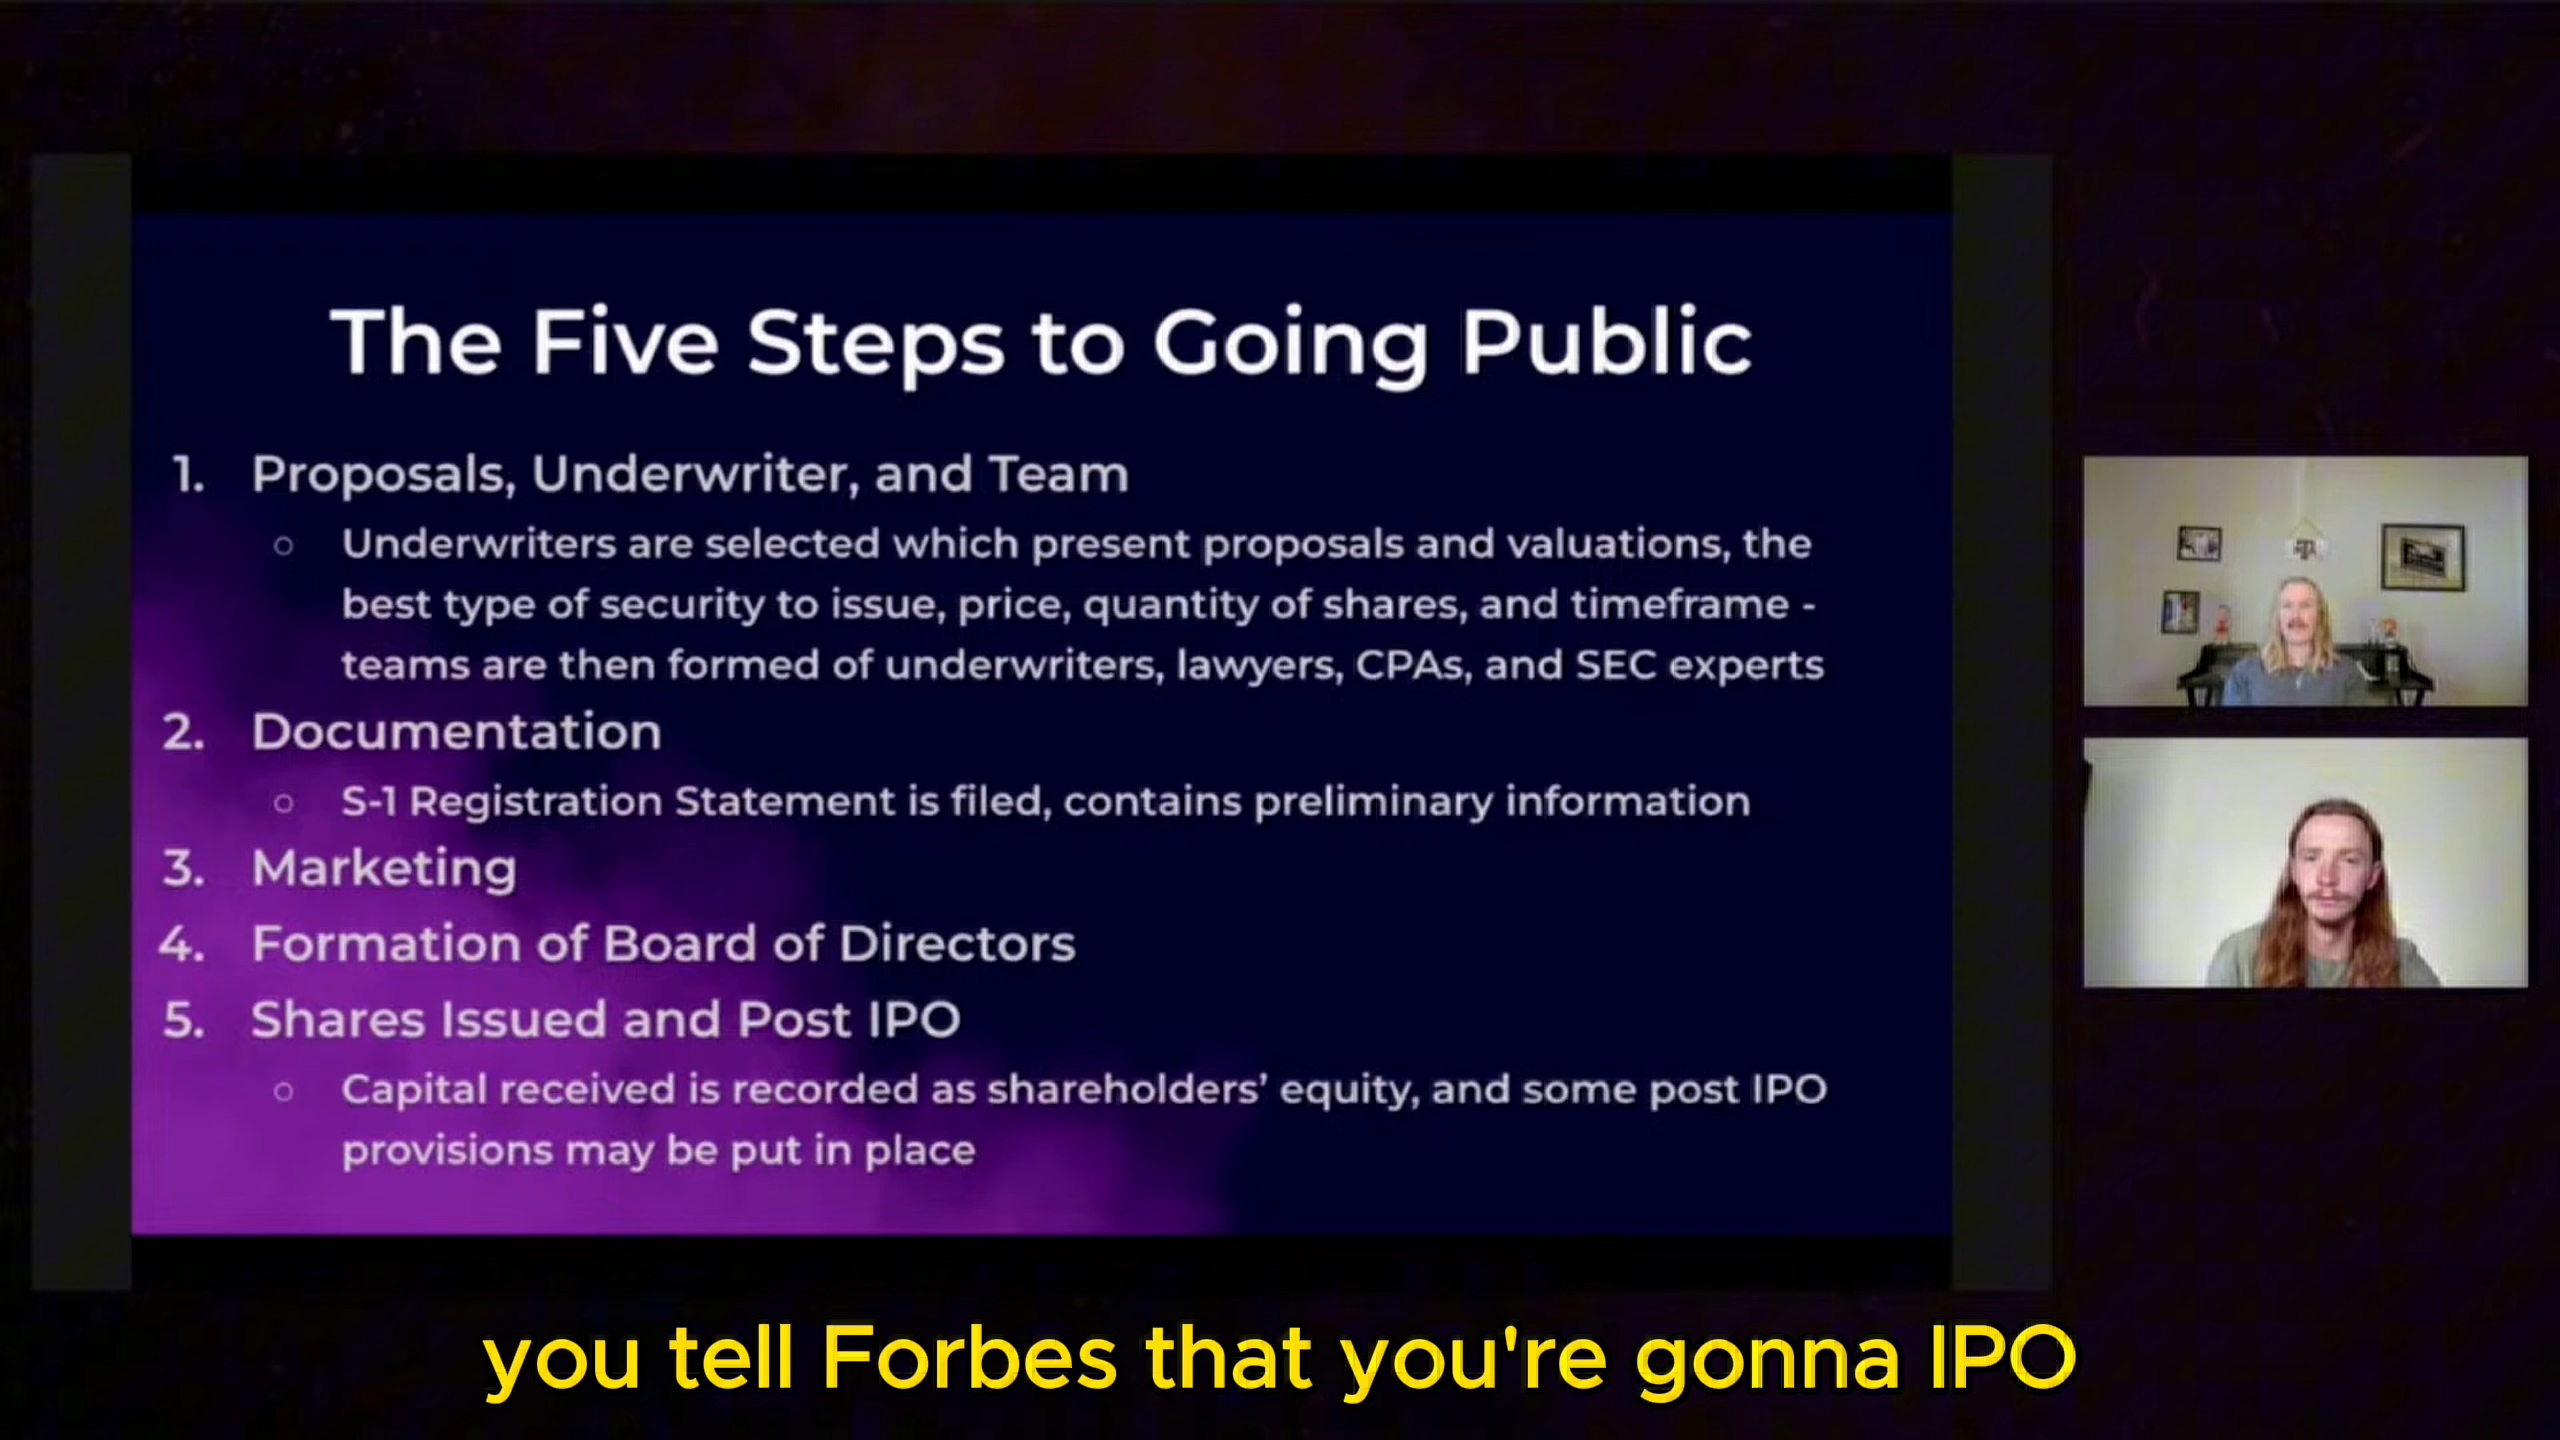 The Five Steps to Going Public
1. Proposals, Underwriter, and Team
○ Underwriters are selected which present proposals and valuations, the
best type of security to issue, price, quantity of shares, and timeframe -
teams are then formed of underwriters, lawyers, CPAs, and SEC experts
2. Documentation
○ S-1 Registration Statement is filed, contains preliminary information
3. Marketing
4. Formation of Board of Directors
5. Shares Issued and Post IPO
○ Capital received is recorded as shareholders’ equity, and some post IPO
provisions may be put in place
you tell Forbes that you're gonna IPO